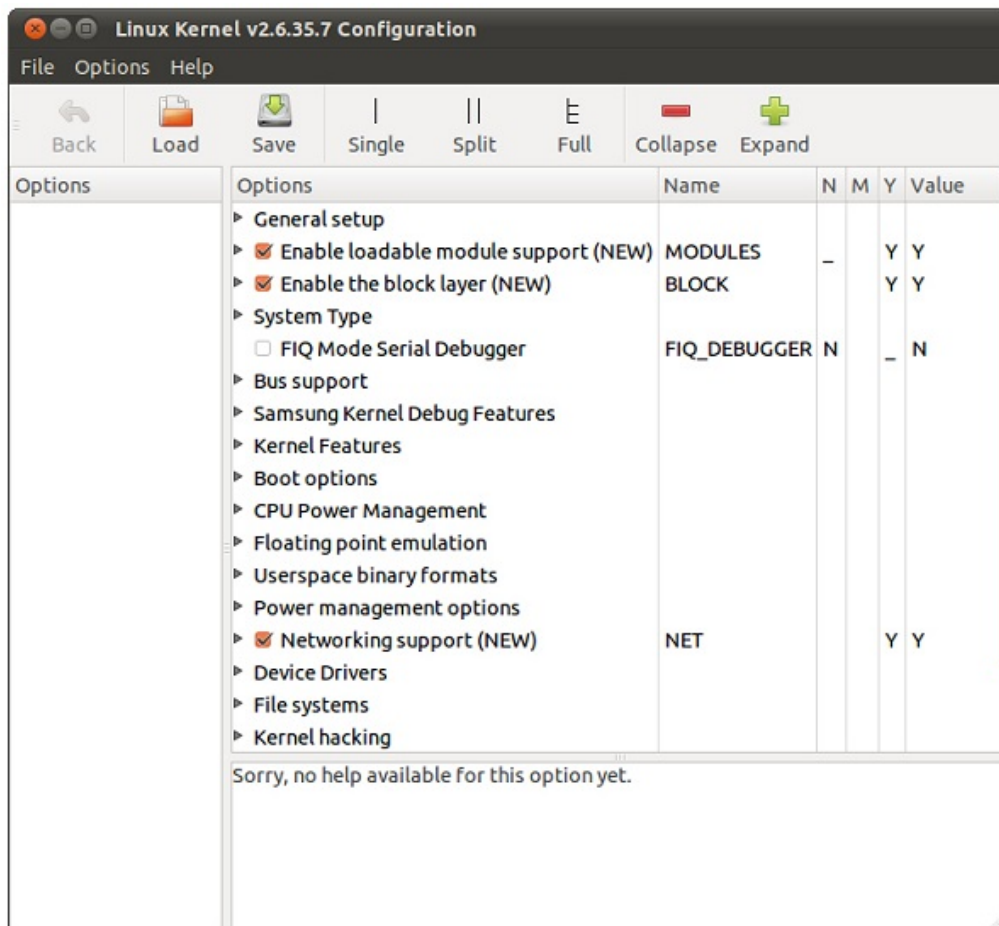 Linux Kernel v2.6.35.7 Configuration
File Options Help
Back Load Save Single Split Full Collapse Expand
Options
Options Name N M Y Value
General setup
Enable loadable module support (NEW) MODULES _ Y Y
Enable the block layer (NEW) BLOCK Y Y
System Type
FIQ Mode Serial Debugger FIQ_DEBUGGER N _ N
Bus support
Samsung Kernel Debug Features
Kernel Features
Boot options
CPU Power Management
Floating point emulation
Userspace binary formats
Power management options
Networking support (NEW) NET Y Y
Device Drivers
File systems
Kernel hacking
Sorry, no help available for this option yet.